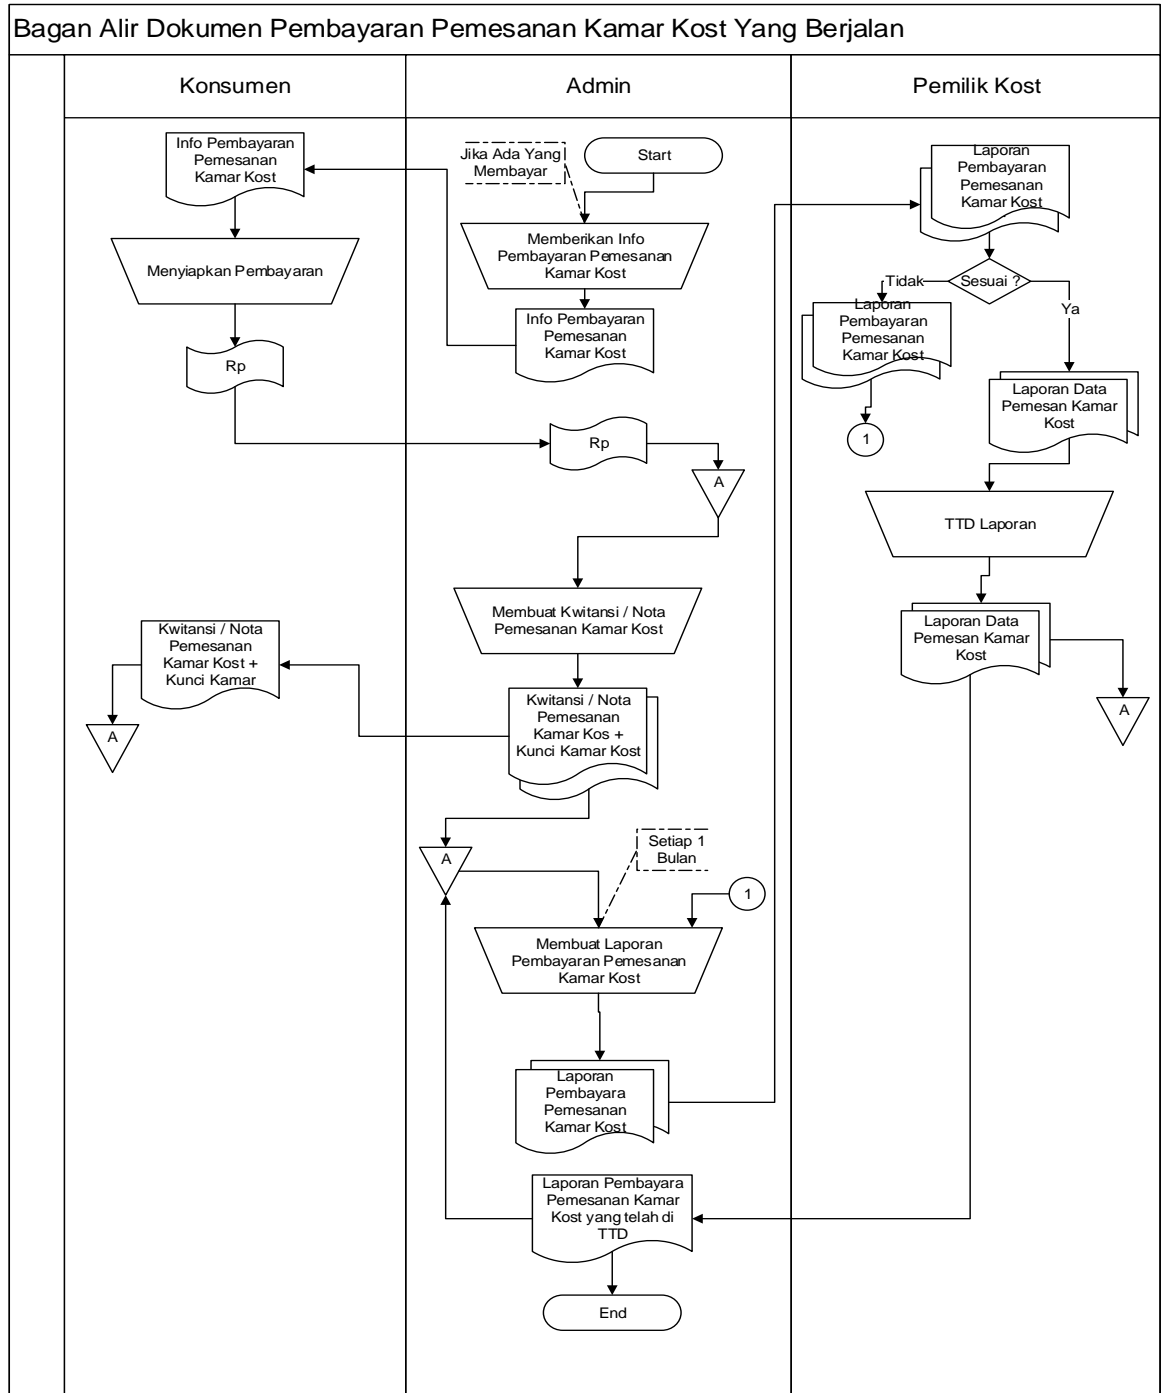 Bagan Alir Dokumen Pembayaran Pemesanan Kamar Kost Yang Berjalan
Konsumen
Admin
Pemilik Kost
Info Pembayaran
Pemesanan
Kamar Kost
Menyiapkan Pembayaran
Rp
Kwitansi / Nota
Pemesanan
Kamar Kost +
Kunci Kamar
A
Jika Ada Yang
Membayar
Start
Memberikan Info
Pembayaran Pemesanan
Kamar Kost
Info Pembayaran
Pemesanan
Kamar Kost
Rp
A
Membuat Kwitansi / Nota
Pemesanan Kamar Kost
Kwitansi / Nota
Pemesanan
Kamar Kos +
Kunci Kamar Kost
A
Setiap 1
Bulan
1
Membuat Laporan
Pembayaran Pemesanan
Kamar Kost
Laporan
Pembayara
Pemesanan
Kamar Kost
Laporan Pembayara
Pemesanan Kamar
Kost yang telah di
TTD
End
Laporan
Pembayaran
Pemesanan
Kamar Kost
Sesuai ?
Tidak
Ya
Laporan
Pembayaran
Pemesanan
Kamar Kost
1
Laporan Data
Pemesan Kamar
Kost
TTD Laporan
Laporan Data
Pemesan Kamar
Kost
A